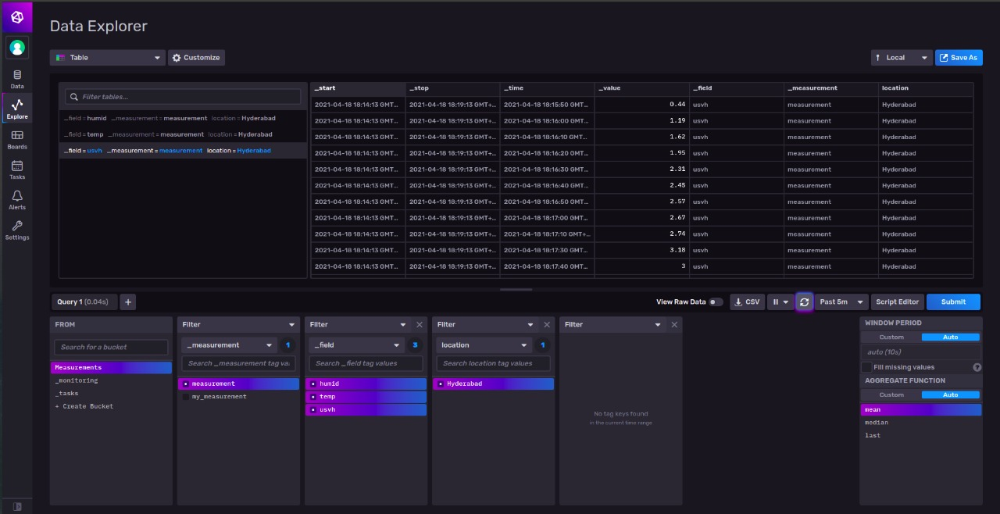 Data Explorer
Table
Customize
Local
Save As
Data
Explore
Boards
Tasks
Alerts
Settings
Filter tables...
_field = humid _measurement = measurement location = Hyderabad
_field = temp _measurement = measurement location = Hyderabad
_field = usvh _measurement = measurement location = Hyderabad
_start _stop _time _value _field _measurement location
2021-04-18 18:14:13 GMT... 2021-04-18 18:19:13 GMT+... 2021-04-18 18:15:50 GMT... 0.44 usvh measurement Hyderabad
2021-04-18 18:14:13 GMT... 2021-04-18 18:19:13 GMT+... 2021-04-18 18:16:00 GMT... 1.19 usvh measurement Hyderabad
2021-04-18 18:14:13 GMT... 2021-04-18 18:19:13 GMT+... 2021-04-18 18:16:10 GMT... 1.62 usvh measurement Hyderabad
2021-04-18 18:14:13 GMT... 2021-04-18 18:19:13 GMT+... 2021-04-18 18:16:20 GMT... 1.95 usvh measurement Hyderabad
2021-04-18 18:14:13 GMT... 2021-04-18 18:19:13 GMT+... 2021-04-18 18:16:30 GMT... 2.31 usvh measurement Hyderabad
2021-04-18 18:14:13 GMT... 2021-04-18 18:19:13 GMT+... 2021-04-18 18:16:40 GMT... 2.45 usvh measurement Hyderabad
2021-04-18 18:14:13 GMT... 2021-04-18 18:19:13 GMT+... 2021-04-18 18:16:50 GMT... 2.57 usvh measurement Hyderabad
2021-04-18 18:14:13 GMT... 2021-04-18 18:19:13 GMT+... 2021-04-18 18:17:00 GMT... 2.67 usvh measurement Hyderabad
2021-04-18 18:14:13 GMT... 2021-04-18 18:19:13 GMT+... 2021-04-18 18:17:10 GMT+... 2.74 usvh measurement Hyderabad
2021-04-18 18:14:13 GMT... 2021-04-18 18:19:13 GMT+... 2021-04-18 18:17:30 GMT... 3.18 usvh measurement Hyderabad
2021-04-18 18:14:13 GMT... 2021-04-18 18:19:13 GMT+... 2021-04-18 18:17:40 GMT... 3 usvh measurement Hyderabad
Query 1 (0.04s) +
View Raw Data
CSV
Past 5m
Script Editor
Submit
FROM
Search for a bucket
Measurements
_monitoring
_tasks
+ Create Bucket
Filter
_measurement 1
Search _measurement tag val
measurement
my_measurement
Filter
_field 3
Search _field tag values
humid
temp
usvh
Filter
location 1
Search location tag values
Hyderabad
Filter
No tag keys found
in the current time range
WINDOW PERIOD
Custom Auto
auto (10s)
Fill missing values ?
AGGREGATE FUNCTION
Custom Auto
mean
median
last